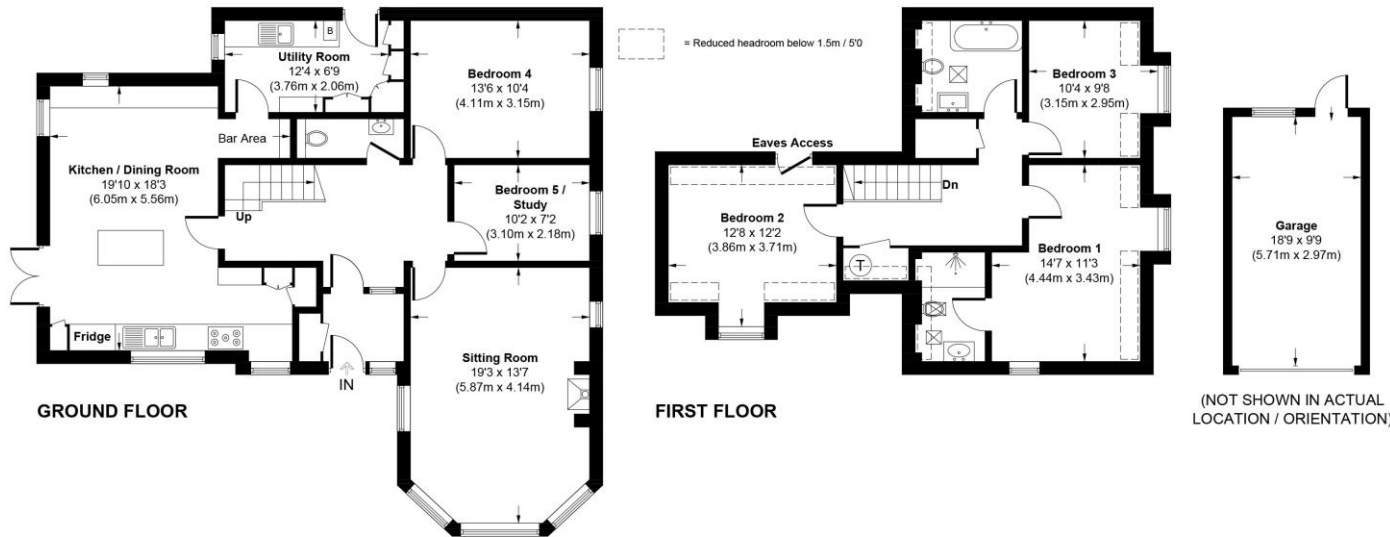 B
Utility Room
12'4 x 6'9
(3.76m x 2.06m)
Bedroom 4
13'6 x 10'4
(4.11m x 3.15m)
Bar Area
Kitchen / Dining Room
19'10 x 18'3
(6.05m x 5.56m)
Up
Bedroom 5 /
Study
10'2 x 7'2
(3.10m x 2.18m)
Fridge
Sitting Room
19'3 x 13'7
(5.87m x 4.14m)
IN
GROUND FLOOR
= Reduced headroom below 1.5m / 5'0
Bedroom 3
10'4 x 9'8
(3.15m x 2.95m)
Eaves Access
Dn
Bedroom 2
12'8 x 12'2
(3.86m x 3.71m)
T
Bedroom 1
14'7 x 11'3
(4.44m x 3.43m)
FIRST FLOOR
Garage
18'9 x 9'9
(5.71m x 2.97m)
(NOT SHOWN IN ACTUAL
LOCATION / ORIENTATION)